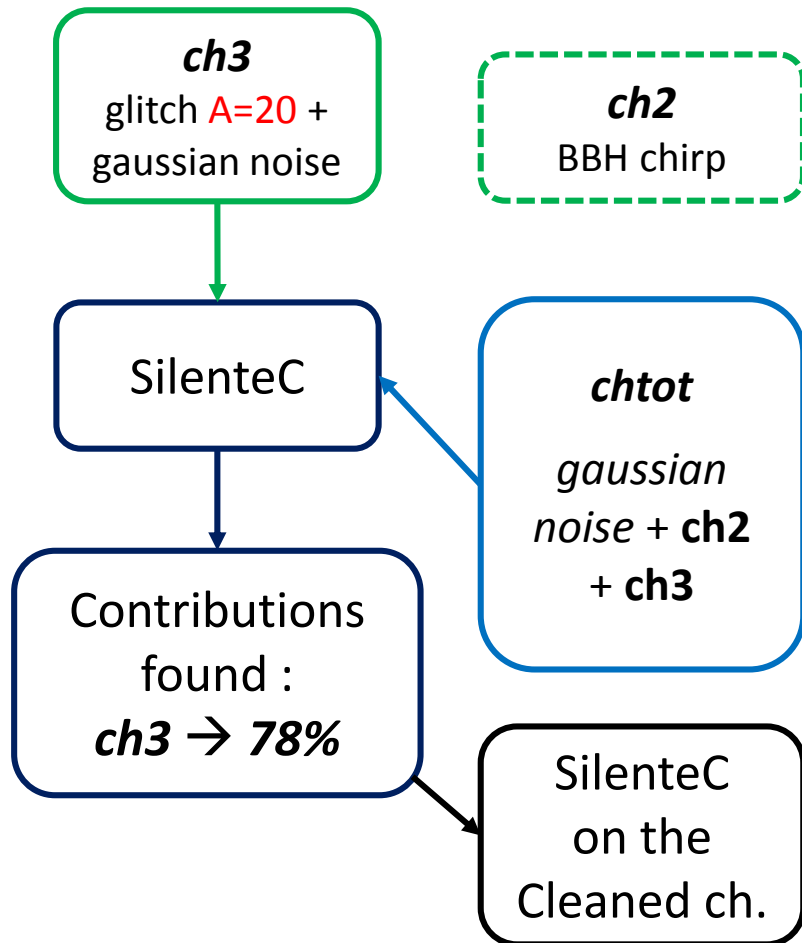 ch3
glitch A=20 +
gaussian noise
ch2
BBH chirp
SilenteC
chtot
gaussian
noise + ch2
+ ch3
Contributions
found :
ch3 → 78%
SilenteC
on the
Cleaned ch.